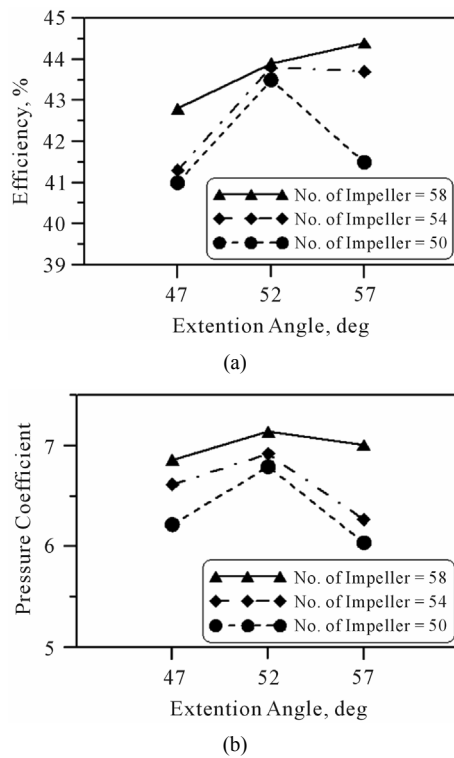 Efficiency, %
45
44
43
42
41
40
39
No. of Impeller = 58
No. of Impeller = 54
No. of Impeller = 50
47 52 57
Extention Angle, deg
(a)
Pressure Coefficient
7
6
5
No. of Impeller = 58
No. of Impeller = 54
No. of Impeller = 50
47 52 57
Extention Angle, deg
(b)